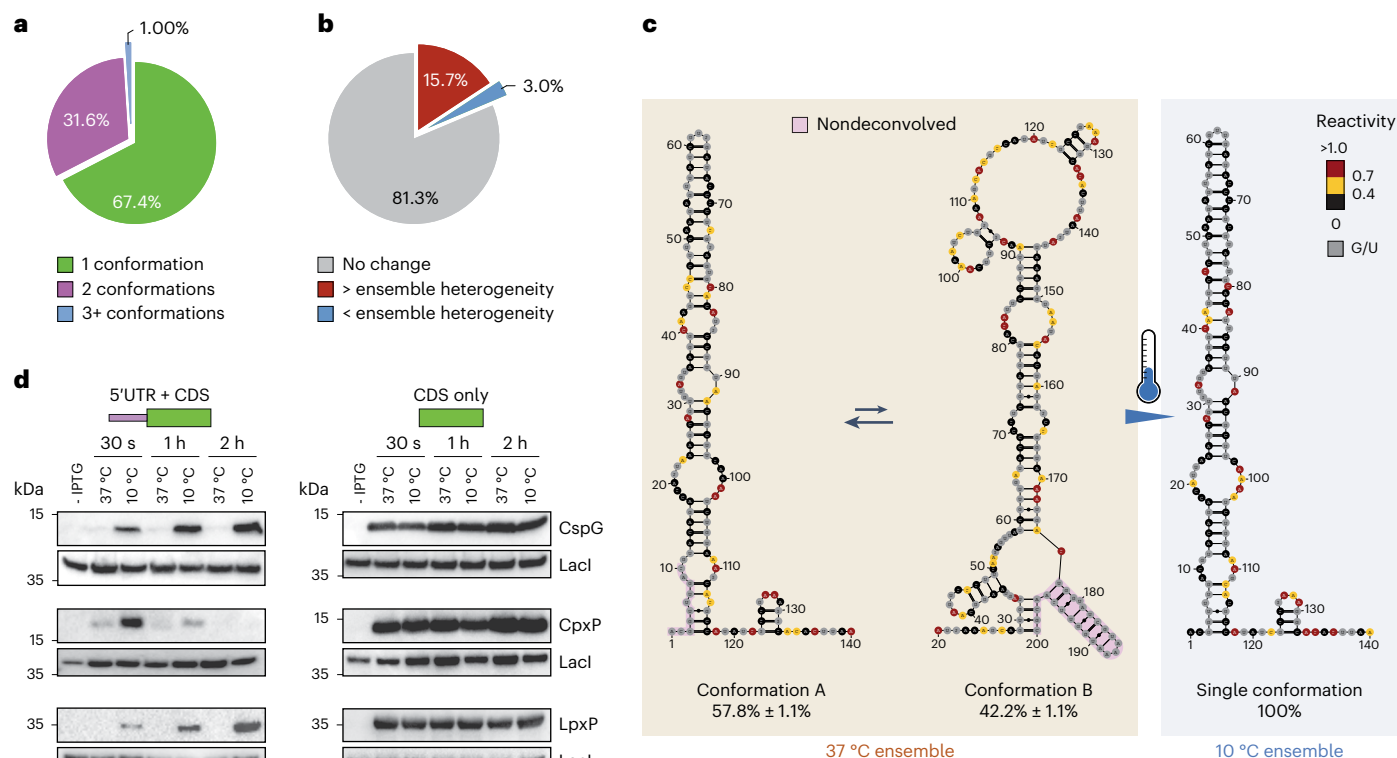 a
1.00%
31.6%
67.4%
1 conformation
2 conformations
3+ conformations
b
15.7%
3.0%
81.3%
No change
> ensemble heterogeneity
< ensemble heterogeneity
c
Nondeconvolved
60
70
50
80
40
90
30
100
20
10
110
130
1
120
140
Conformation A
57.8% ± 1.1%
120
130
110
140
100
90
150
80
160
70
170
60
50
180
40
30
190
20
200
Conformation B
42.2% ± 1.1%
37 °C ensemble
60
70
50
80
40
90
30
100
20
10
110
130
1
120
140
Single conformation
100%
10 °C ensemble
Reactivity
>1.0
0.7
0.4
0
G/U
d
5′UTR + CDS
30 s 1 h 2 h
kDa
- IPTG 37 °C 10 °C 37 °C 10 °C 37 °C 10 °C
15
35
15
35
35
CDS only
30 s 1 h 2 h
kDa
- IPTG 37 °C 10 °C 37 °C 10 °C 37 °C 10 °C
15 CspG
35 LacI
15 CpxP
35 LacI
35 LpxP